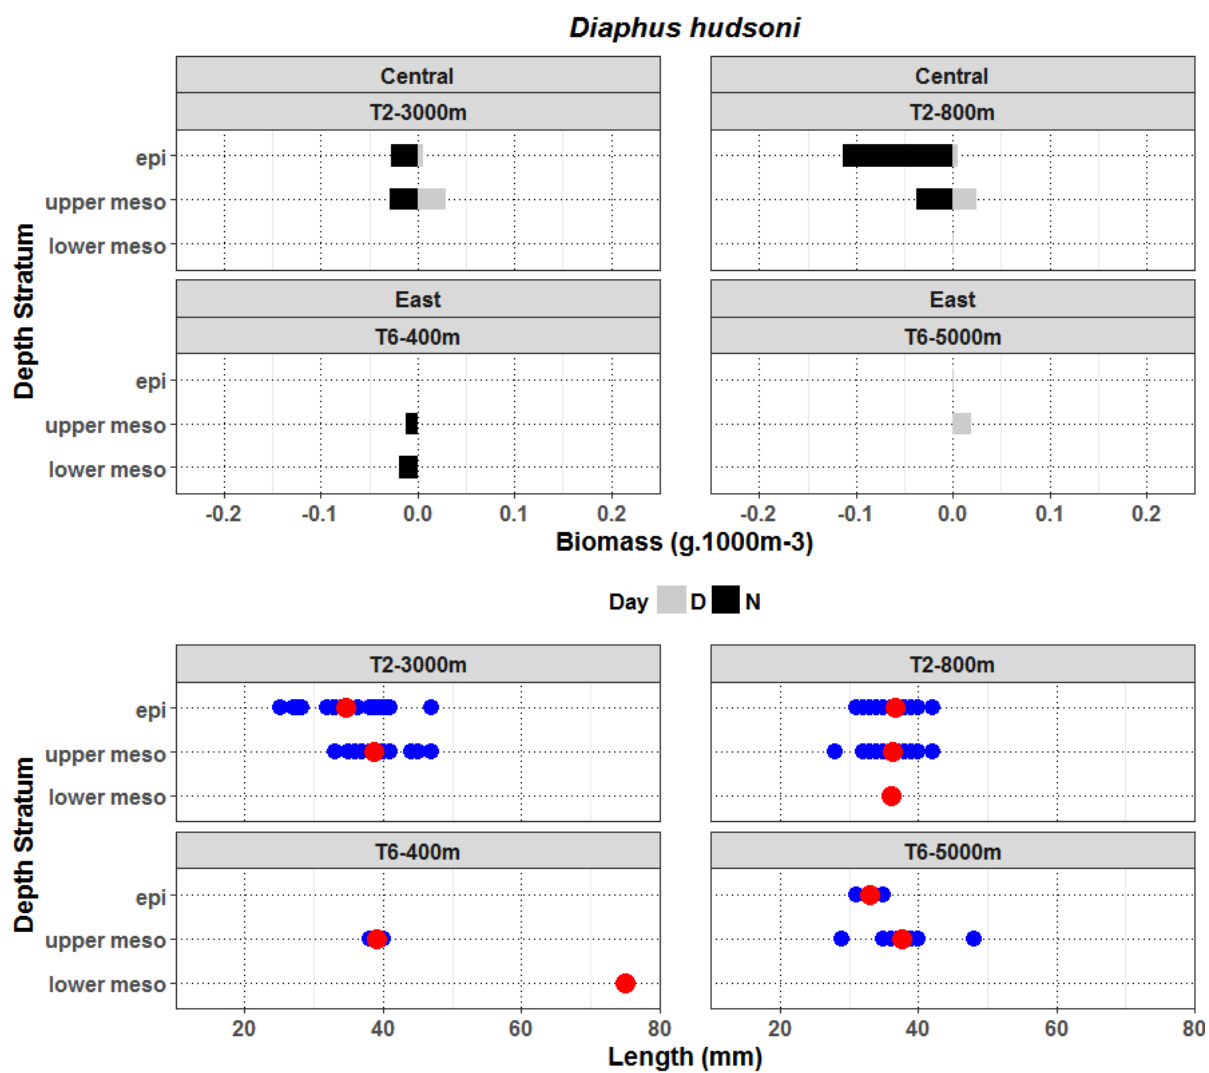 Diaphus hudsoni
Central Central
T2-3000m T2-800m
epi
upper meso
lower meso
East East
T6-400m T6-5000m
epi
upper meso
lower meso
Depth Stratum
-0.2 -0.1 0.0 0.1 0.2 -0.2 -0.1 0.0 0.1 0.2
Biomass (g.1000m-3)
Day D N
T2-3000m T2-800m
epi
upper meso
lower meso
T6-400m T6-5000m
epi
upper meso
lower meso
Depth Stratum
20 40 60 80 20 40 60 80
Length (mm)